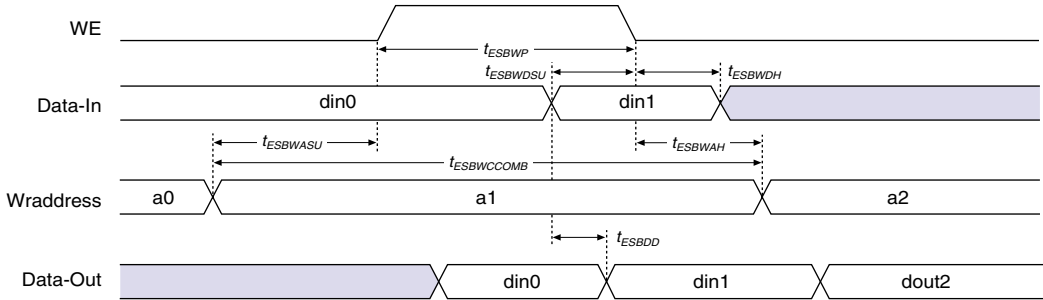 WE
tESBWP
tESBWDSU
tESBWDH
Data-In
din0
din1
tESBWASU
tESBWAH
tESBWCCOMB
Wraddress
a0
a1
a2
tESBDD
Data-Out
din0
din1
dout2